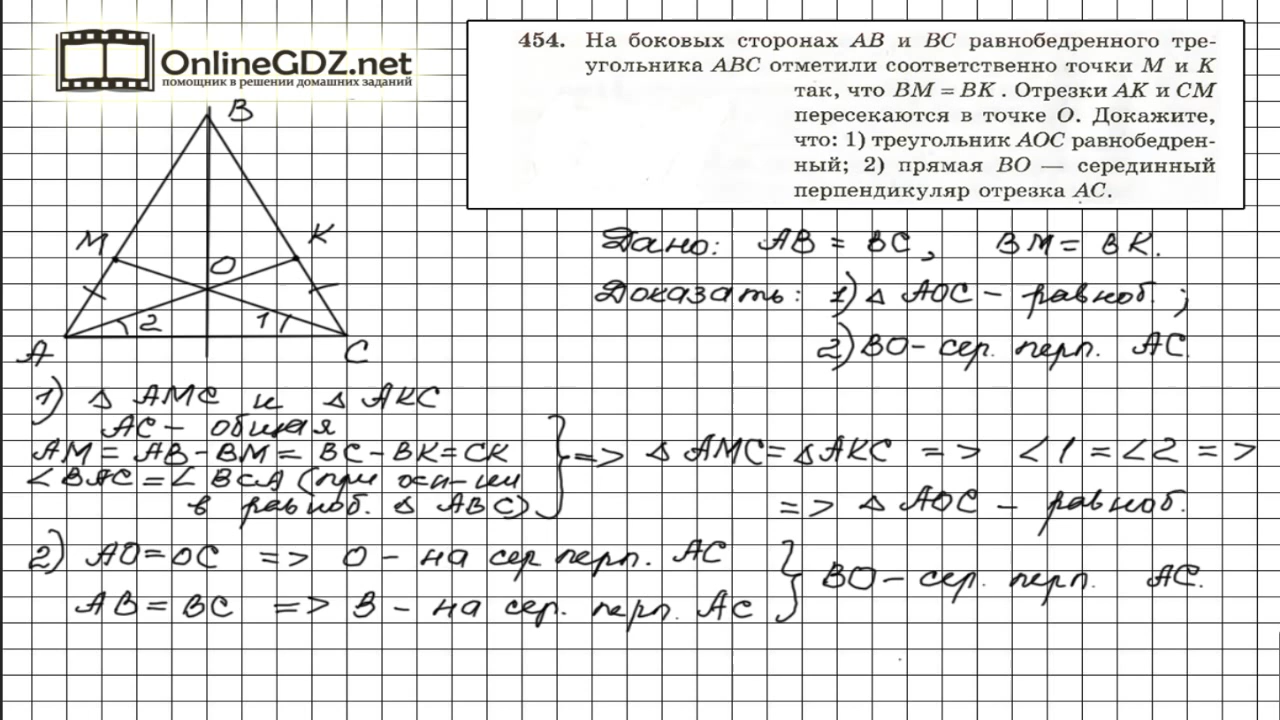 OnlineGDZ.net
помощник в решении домашних заданий
454. На боковых сторонах AB и BC равнобедренного тре-
угольника ABC отметили соответственно точки M и K
так, что BM = BK . Отрезки AK и CM
пересекаются в точке O. Докажите,
что: 1) треугольник AOC равнобедрен-
ный; 2) прямая BO — серединный
перпендикуляр отрезка AC.
B
M
K
O
2
1
A
C
Дано: AB = BC, BM = BK.
Доказать: 1) △ AOC – равноб. ;
2) BO – сер. перп. AC.
1) △ AMC и △ AKC
AC – общая
AM = AB – BM = BC – BK = CK
∠BAC = ∠BCA (при осн-нии
в равноб. △ ABC)
} => △ AMC = △ AKC => ∠1 = ∠2 =>
=> △ AOC – равноб.
2) AO = OC => O – на сер перп. AC
AB = BC => B – на сер. перп. AC
} BO – сер. перп. AC.